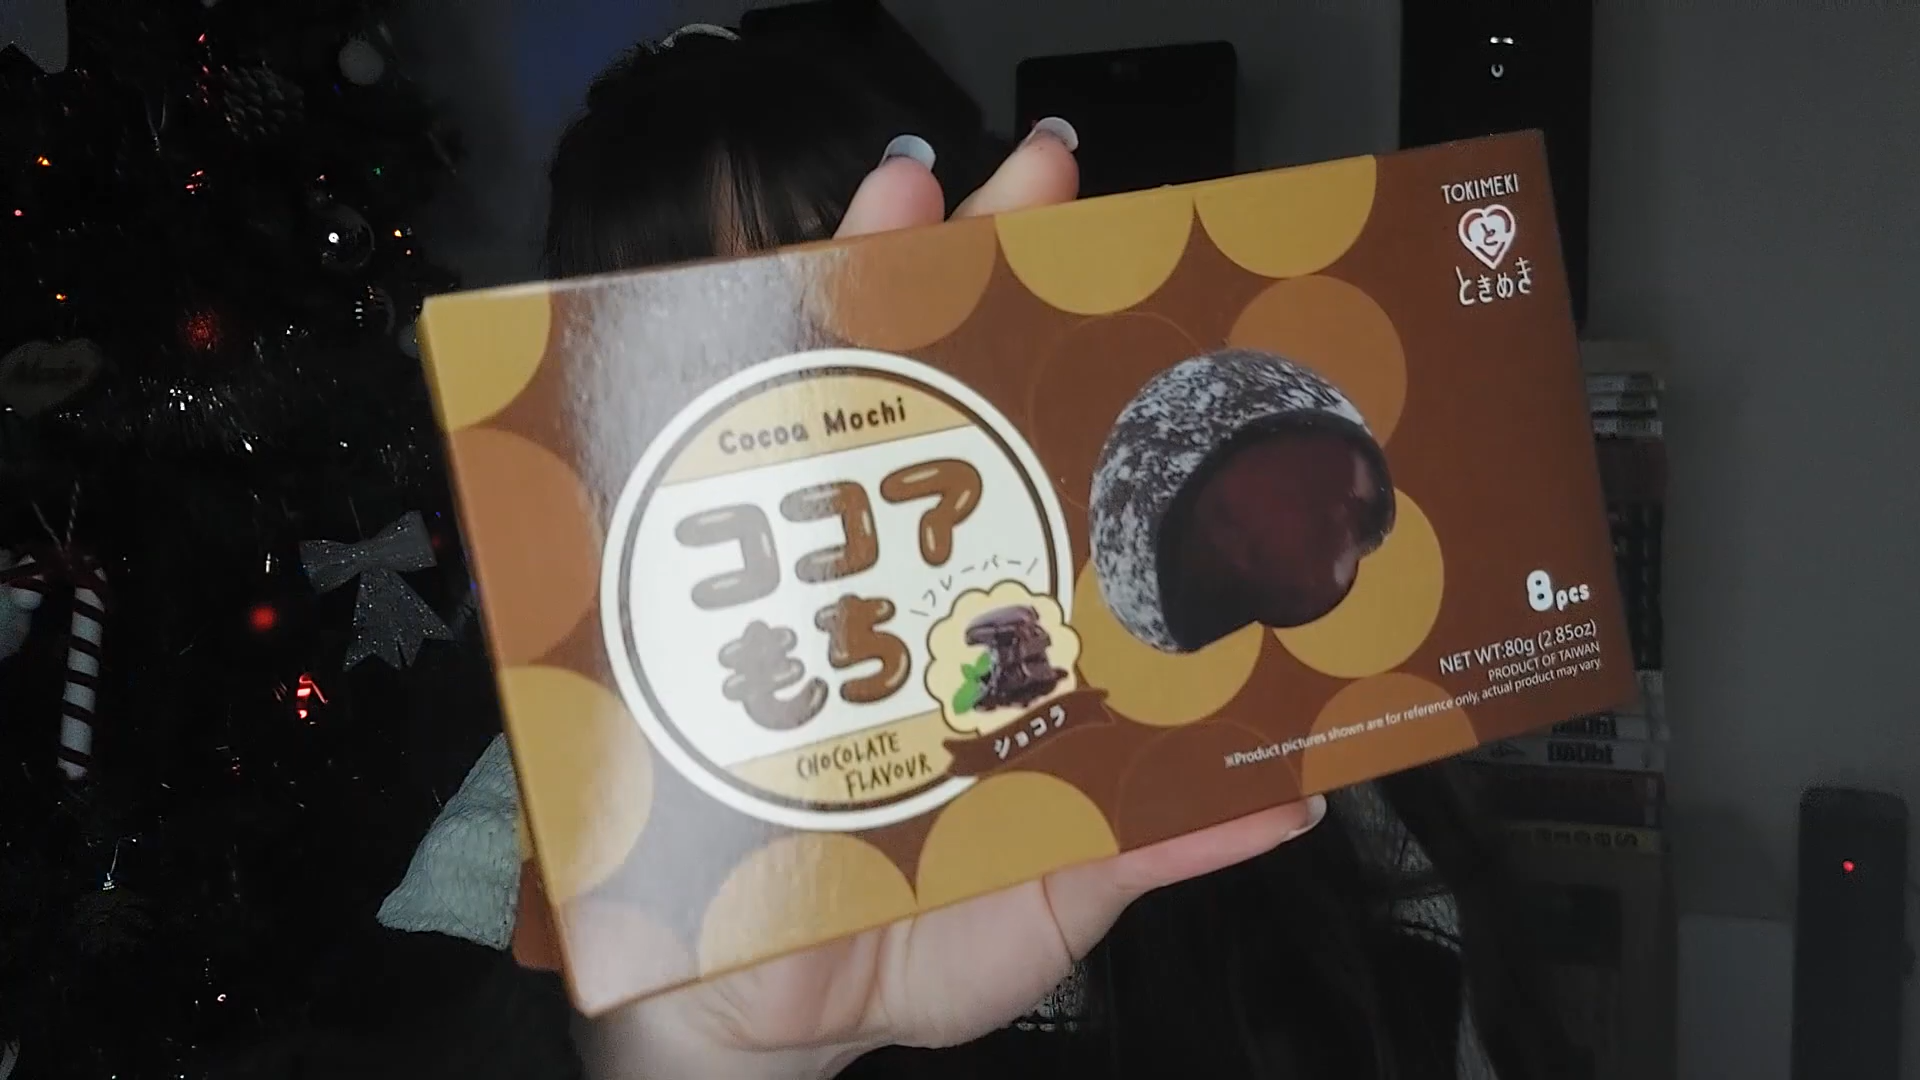 TOKIMEKI
と
ときめき
Cocoa Mochi
ココア
もち
フレーバー
ショコラ
CHOCOLATE
FLAVOUR
8pcs
NET WT:80g (2.85oz)
PRODUCT OF TAIWAN
※Product pictures shown are for reference only, actual product may vary.